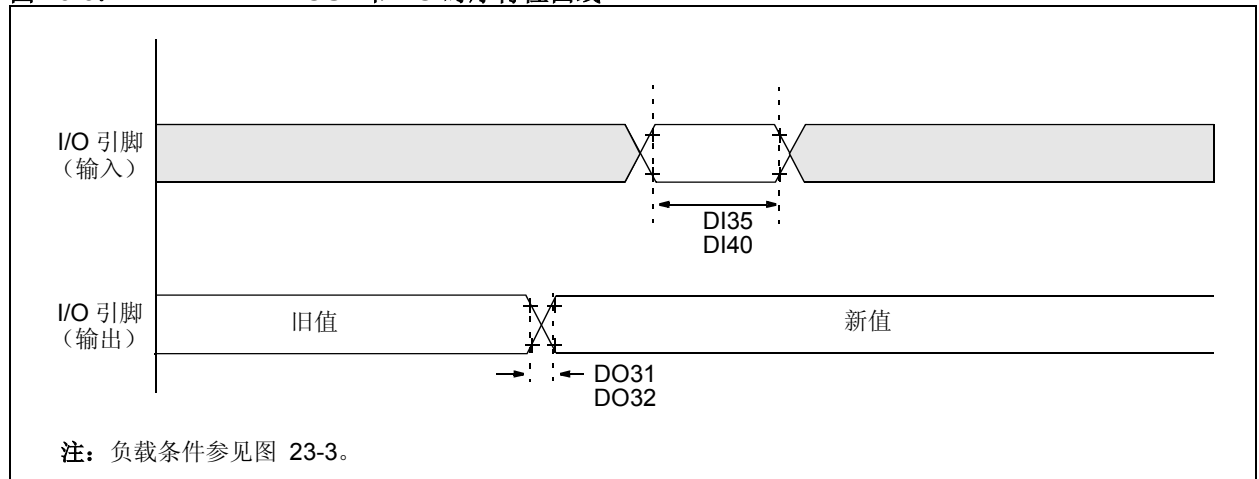 I/O 引脚
（输入）
DI35
DI40
I/O 引脚
（输出）
旧值
新值
DO31
DO32
注：负载条件参见图 23-3。